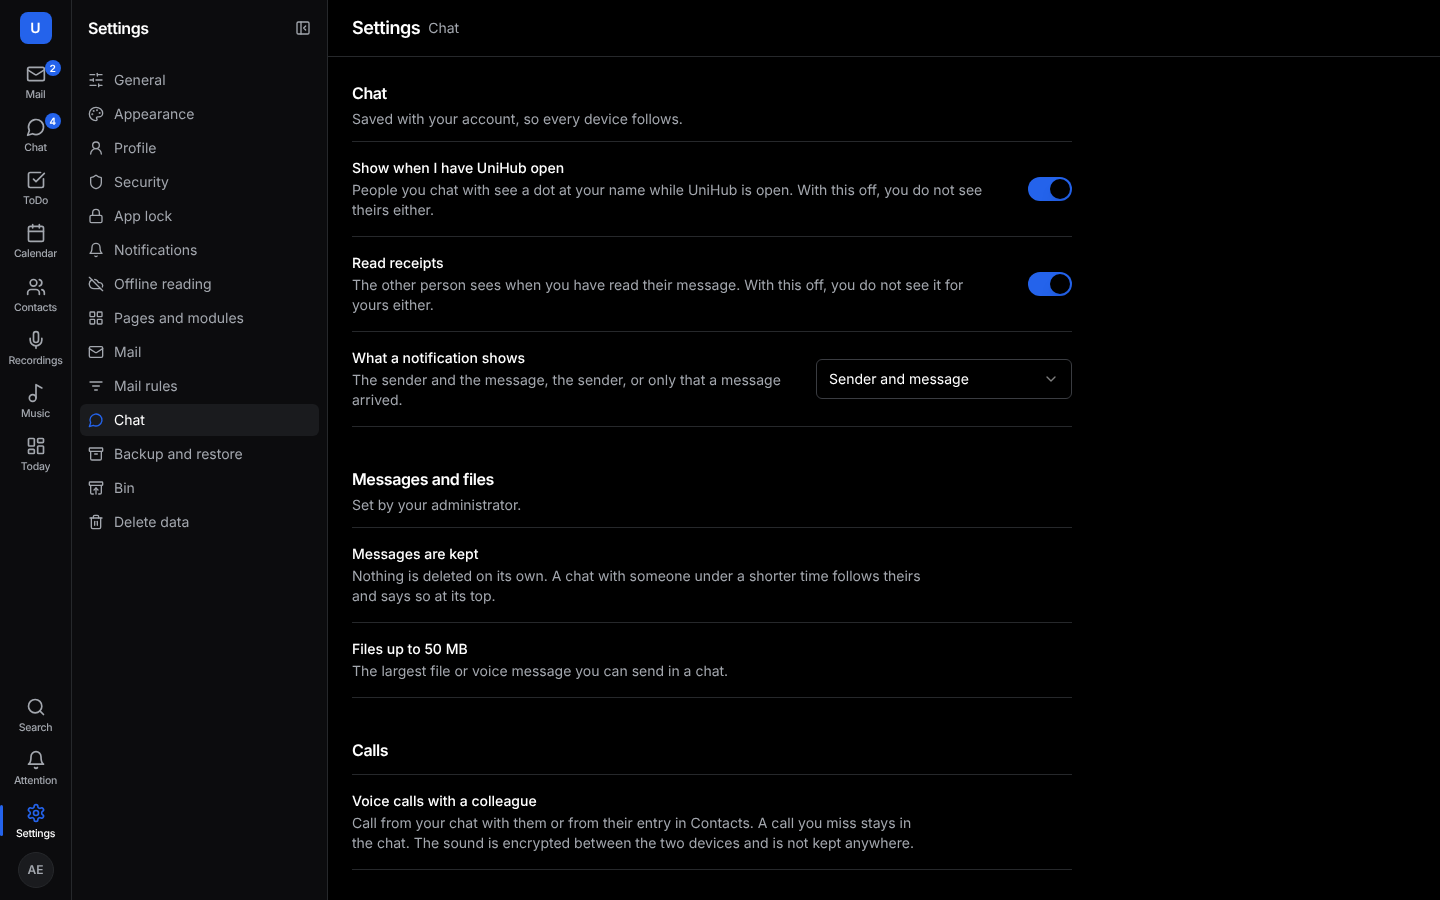 U
Mail
2
Chat
4
ToDo
Calendar
Contacts
Recordings
Music
Today
Search
Attention
Settings
AE
Settings
General
Appearance
Profile
Security
App lock
Notifications
Offline reading
Pages and modules
Mail
Mail rules
Chat
Backup and restore
Bin
Delete data
Settings Chat
Chat
Saved with your account, so every device follows.
Show when I have UniHub open
People you chat with see a dot at your name while UniHub is open. With this off, you do not see
theirs either.
Read receipts
The other person sees when you have read their message. With this off, you do not see it for
yours either.
What a notification shows
The sender and the message, the sender, or only that a message
arrived.
Sender and message
Messages and files
Set by your administrator.
Messages are kept
Nothing is deleted on its own. A chat with someone under a shorter time follows theirs
and says so at its top.
Files up to 50 MB
The largest file or voice message you can send in a chat.
Calls
Voice calls with a colleague
Call from your chat with them or from their entry in Contacts. A call you miss stays in
the chat. The sound is encrypted between the two devices and is not kept anywhere.